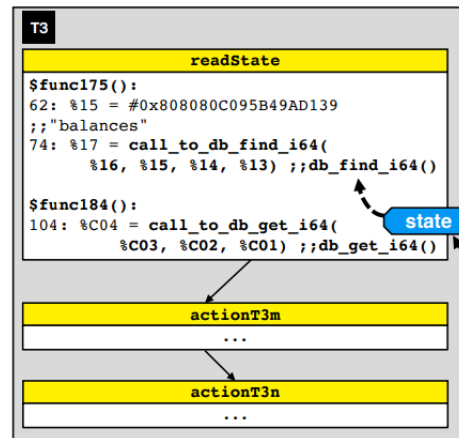 T3
readState
$func175():
62: %15 = #0x808080C095B49AD139
;;"balances"
74: %17 = call_to_db_find_i64(
%16, %15, %14, %13) ;;db_find_i64()
$func184():
104: %C04 = call_to_db_get_i64(
%C03, %C02, %C01) ;;db_get_i64()
state
actionT3m
...
actionT3n
...